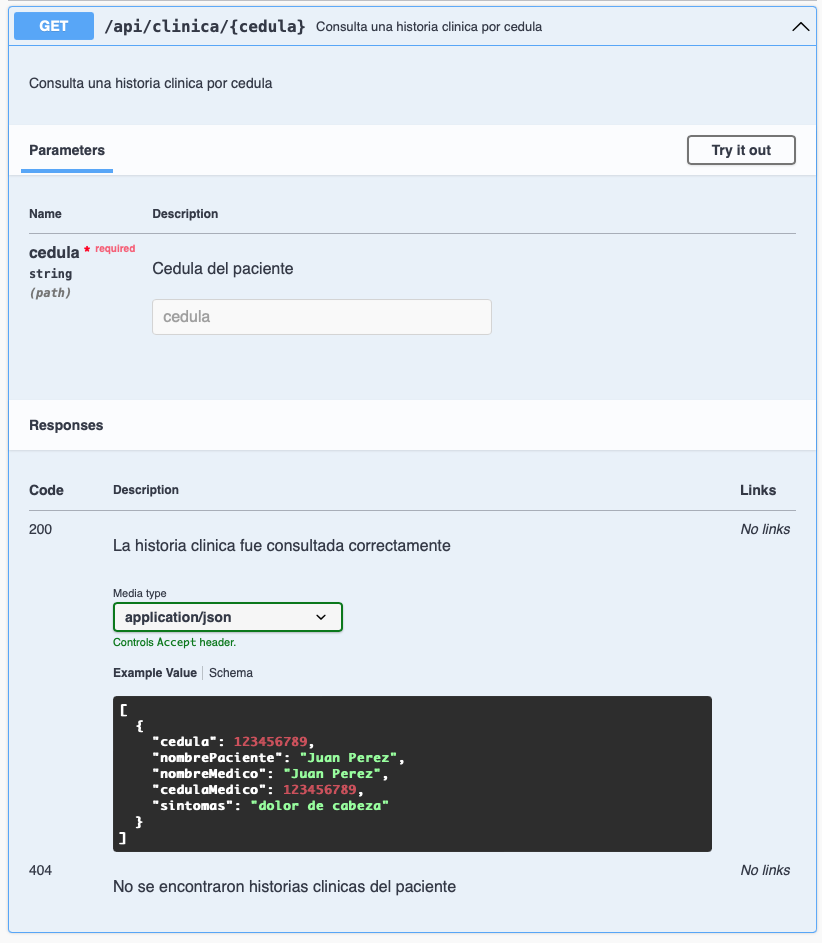 GET /api/clinica/{cedula} Consulta una historia clinica por cedula
Consulta una historia clinica por cedula
Parameters
Try it out
Name Description
cedula * required
string
(path)
Cedula del paciente
cedula
Responses
Code Description Links
200 No links
La historia clinica fue consultada correctamente
Media type
application/json
Controls Accept header.
Example Value Schema
[
  {
    "cedula": 123456789,
    "nombrePaciente": "Juan Perez",
    "nombreMedico": "Juan Perez",
    "cedulaMedico": 123456789,
    "sintomas": "dolor de cabeza"
  }
]
404 No links
No se encontraron historias clinicas del paciente